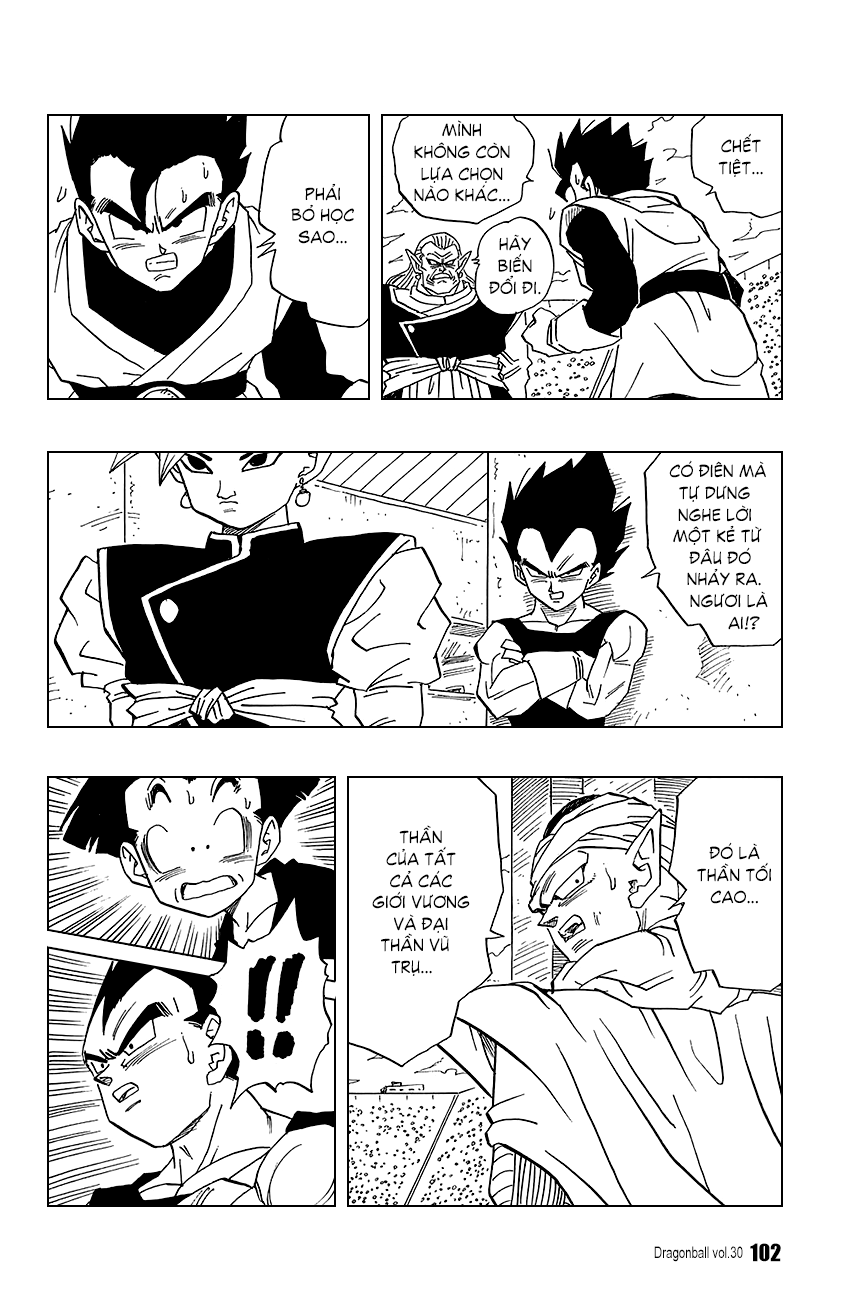 CHẾT
TIỆT...
MÌNH
KHÔNG CÒN
LỰA CHỌN
NÀO KHÁC...
HÃY
BIẾN
ĐỔI ĐI.
PHẢI
BỎ HỌC
SAO...
CÓ ĐIÊN MÀ
TỰ DƯNG
NGHE LỜI
MỘT KẺ TỪ
ĐÂU ĐÓ
NHẢY RA.
NGƯƠI LÀ
AI!?
ĐÓ LÀ
THẦN TỐI
CAO...
THẦN
CỦA TẤT
CẢ CÁC
GIỚI VƯƠNG
VÀ ĐẠI
THẦN VŨ
TRỤ...
!!
Dragonball vol.30 102